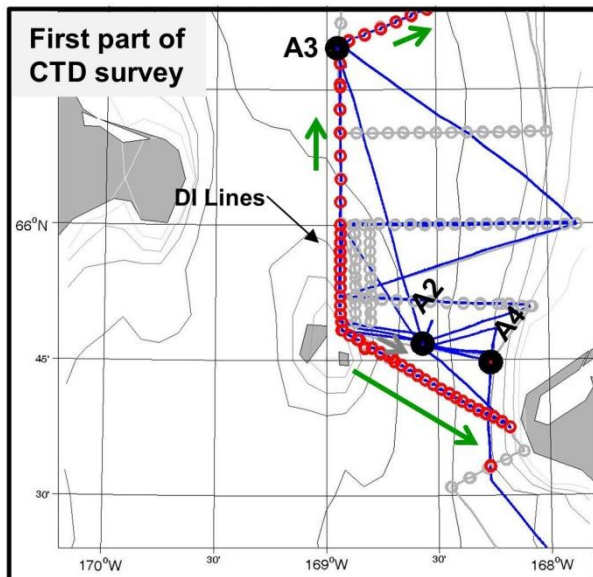 First part of
CTD survey
A3
DI Lines
66°N
A2
A4
45'
30'
170°W
30'
169°W
30'
168°W